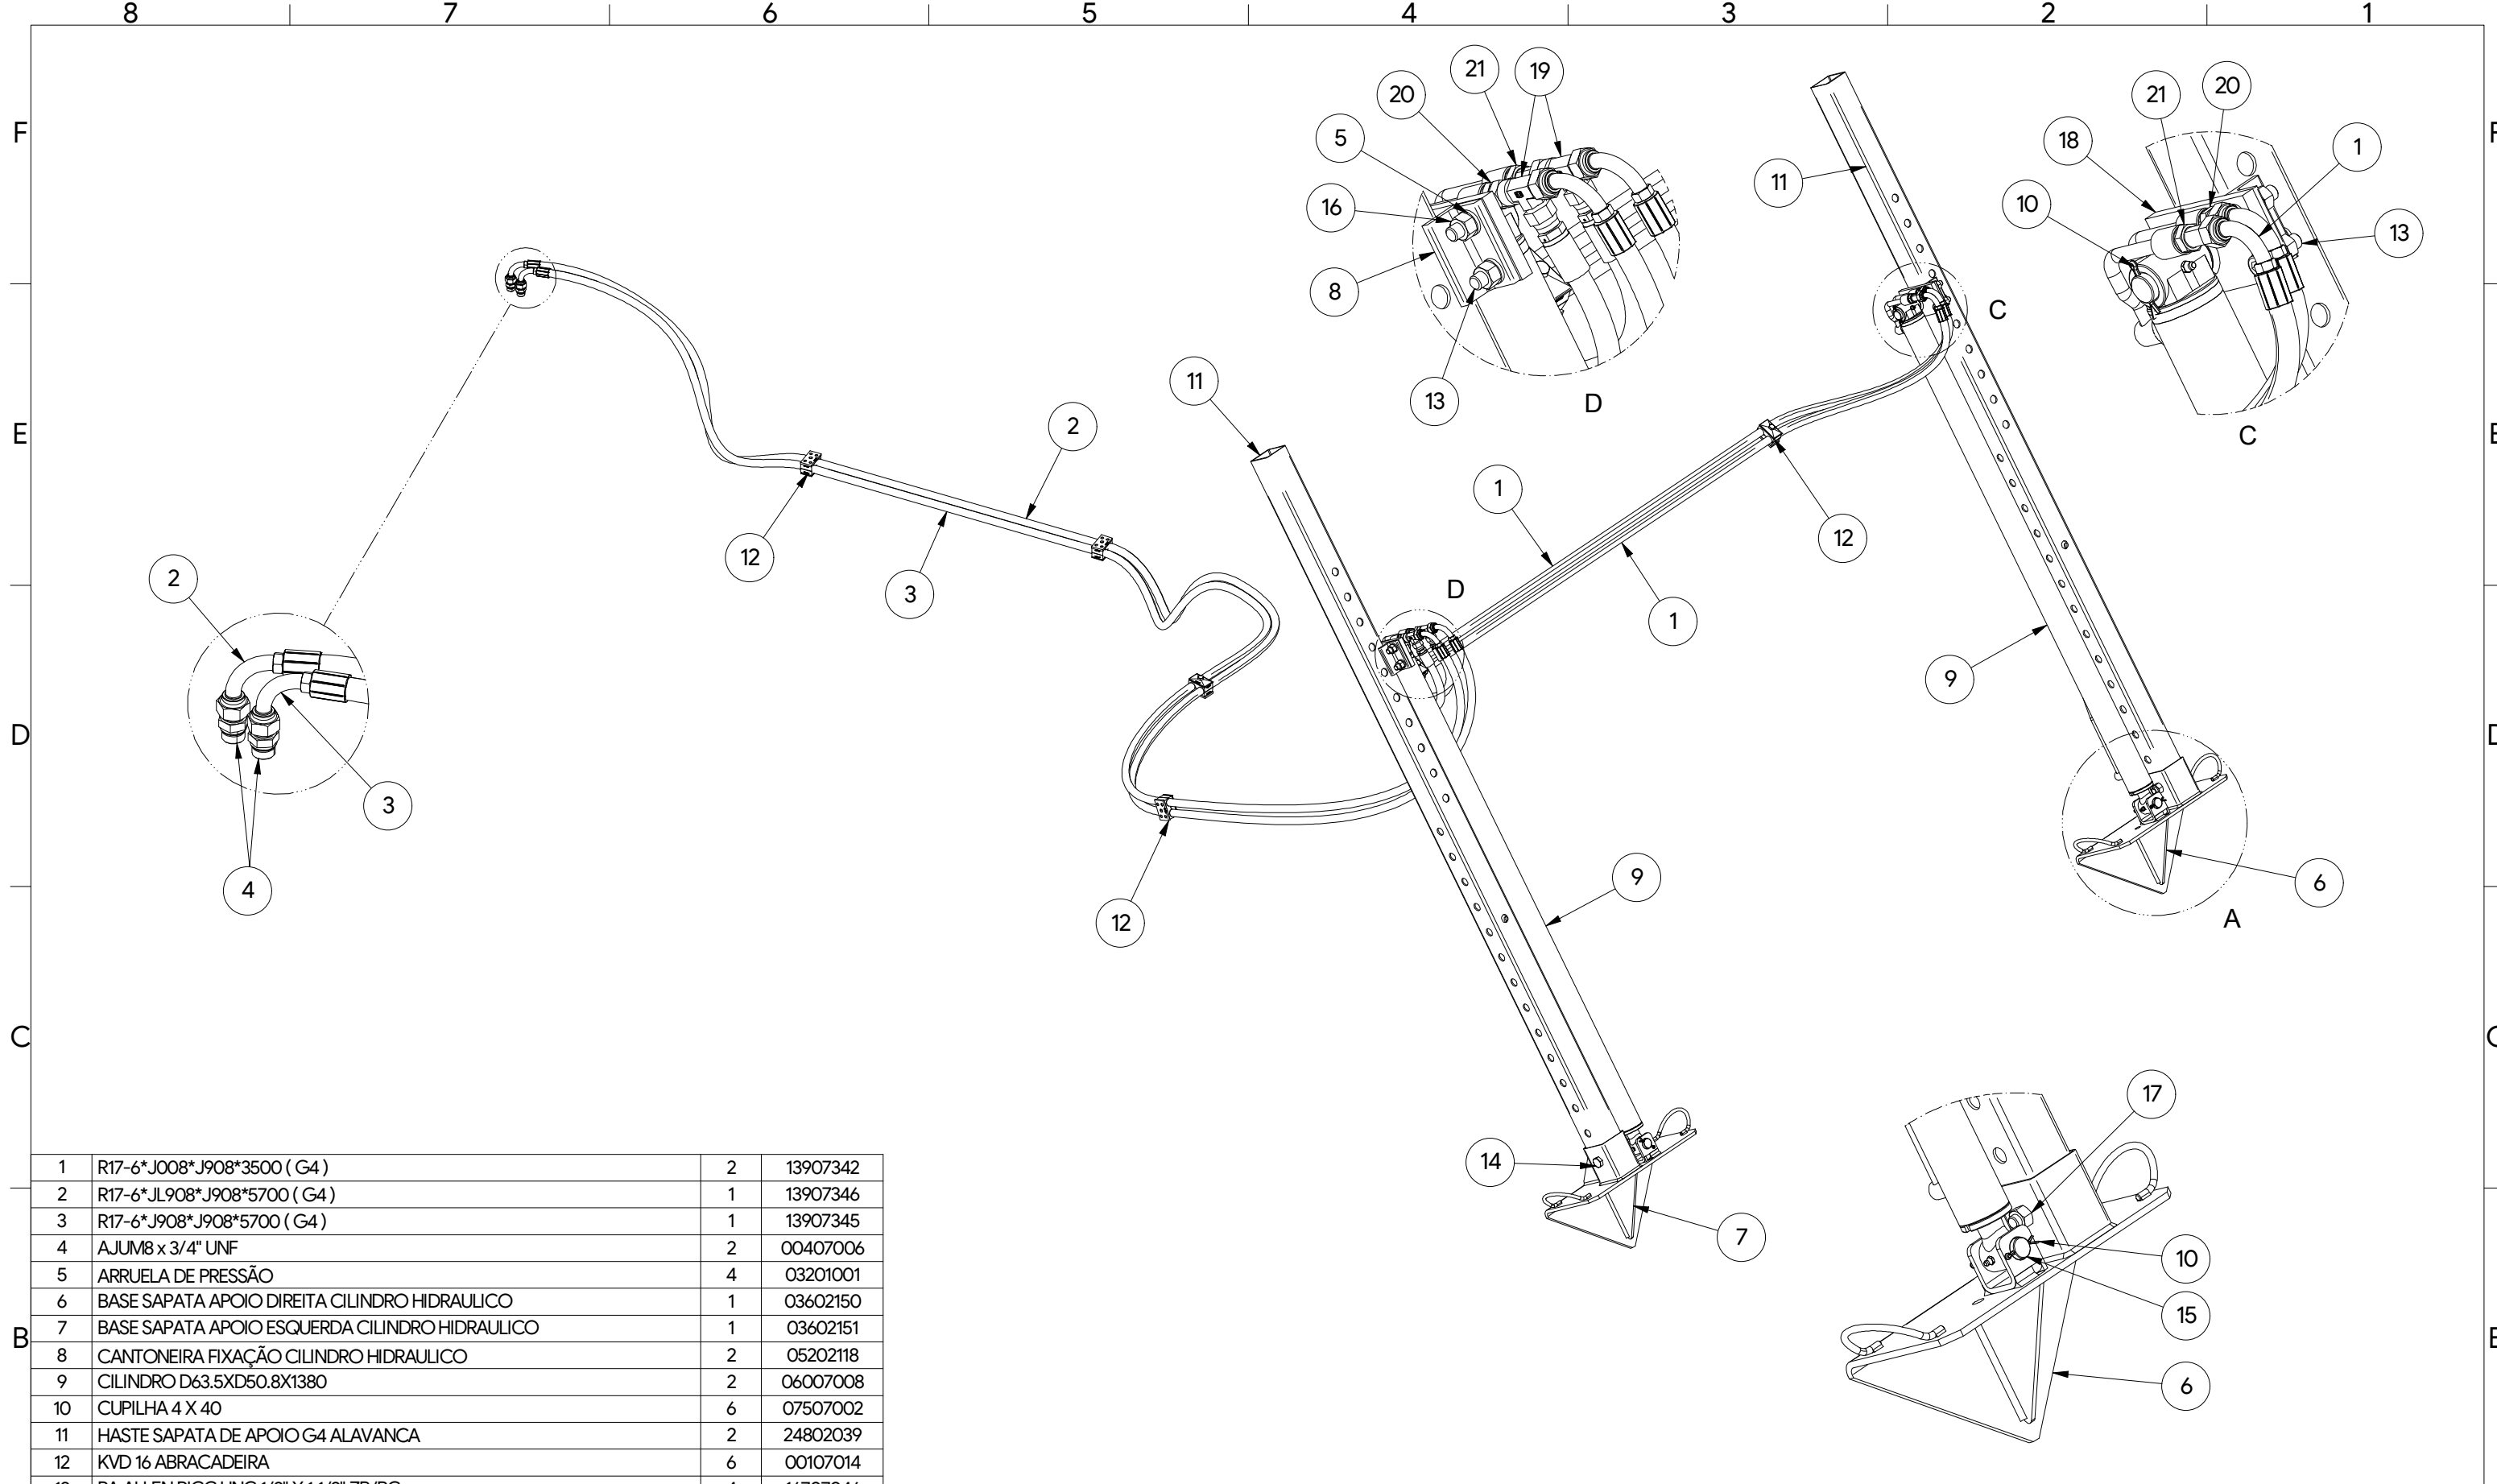 8 7 6 5 4 3 2 1
F
E
D
C
B
21 19
20
5
16
8
13
D
11
21 20
18 1
10
13
C
C
11
2
12
3
2
3
4
1
12
1
D
9
6
A
12
9
14
7
17
10
15
6
1 R17-6*J008*J908*3500 ( G4 ) 2 13907342
2 R17-6*JL908*J908*5700 ( G4 ) 1 13907346
3 R17-6*J908*J908*5700 ( G4 ) 1 13907345
4 AJUM8 x 3/4" UNF 2 00407006
5 ARRUELA DE PRESSÃO 4 03201001
6 BASE SAPATA APOIO DIREITA CILINDRO HIDRAULICO 1 03602150
7 BASE SAPATA APOIO ESQUERDA CILINDRO HIDRAULICO 1 03602151
8 CANTONEIRA FIXAÇÃO CILINDRO HIDRAULICO 2 05202118
9 CILINDRO D63.5XD50.8X1380 2 06007008
10 CUPILHA 4 X 40 6 07507002
11 HASTE SAPATA DE APOIO G4 ALAVANCA 2 24802039
12 KVD 16 ABRACADEIRA 6 00107014